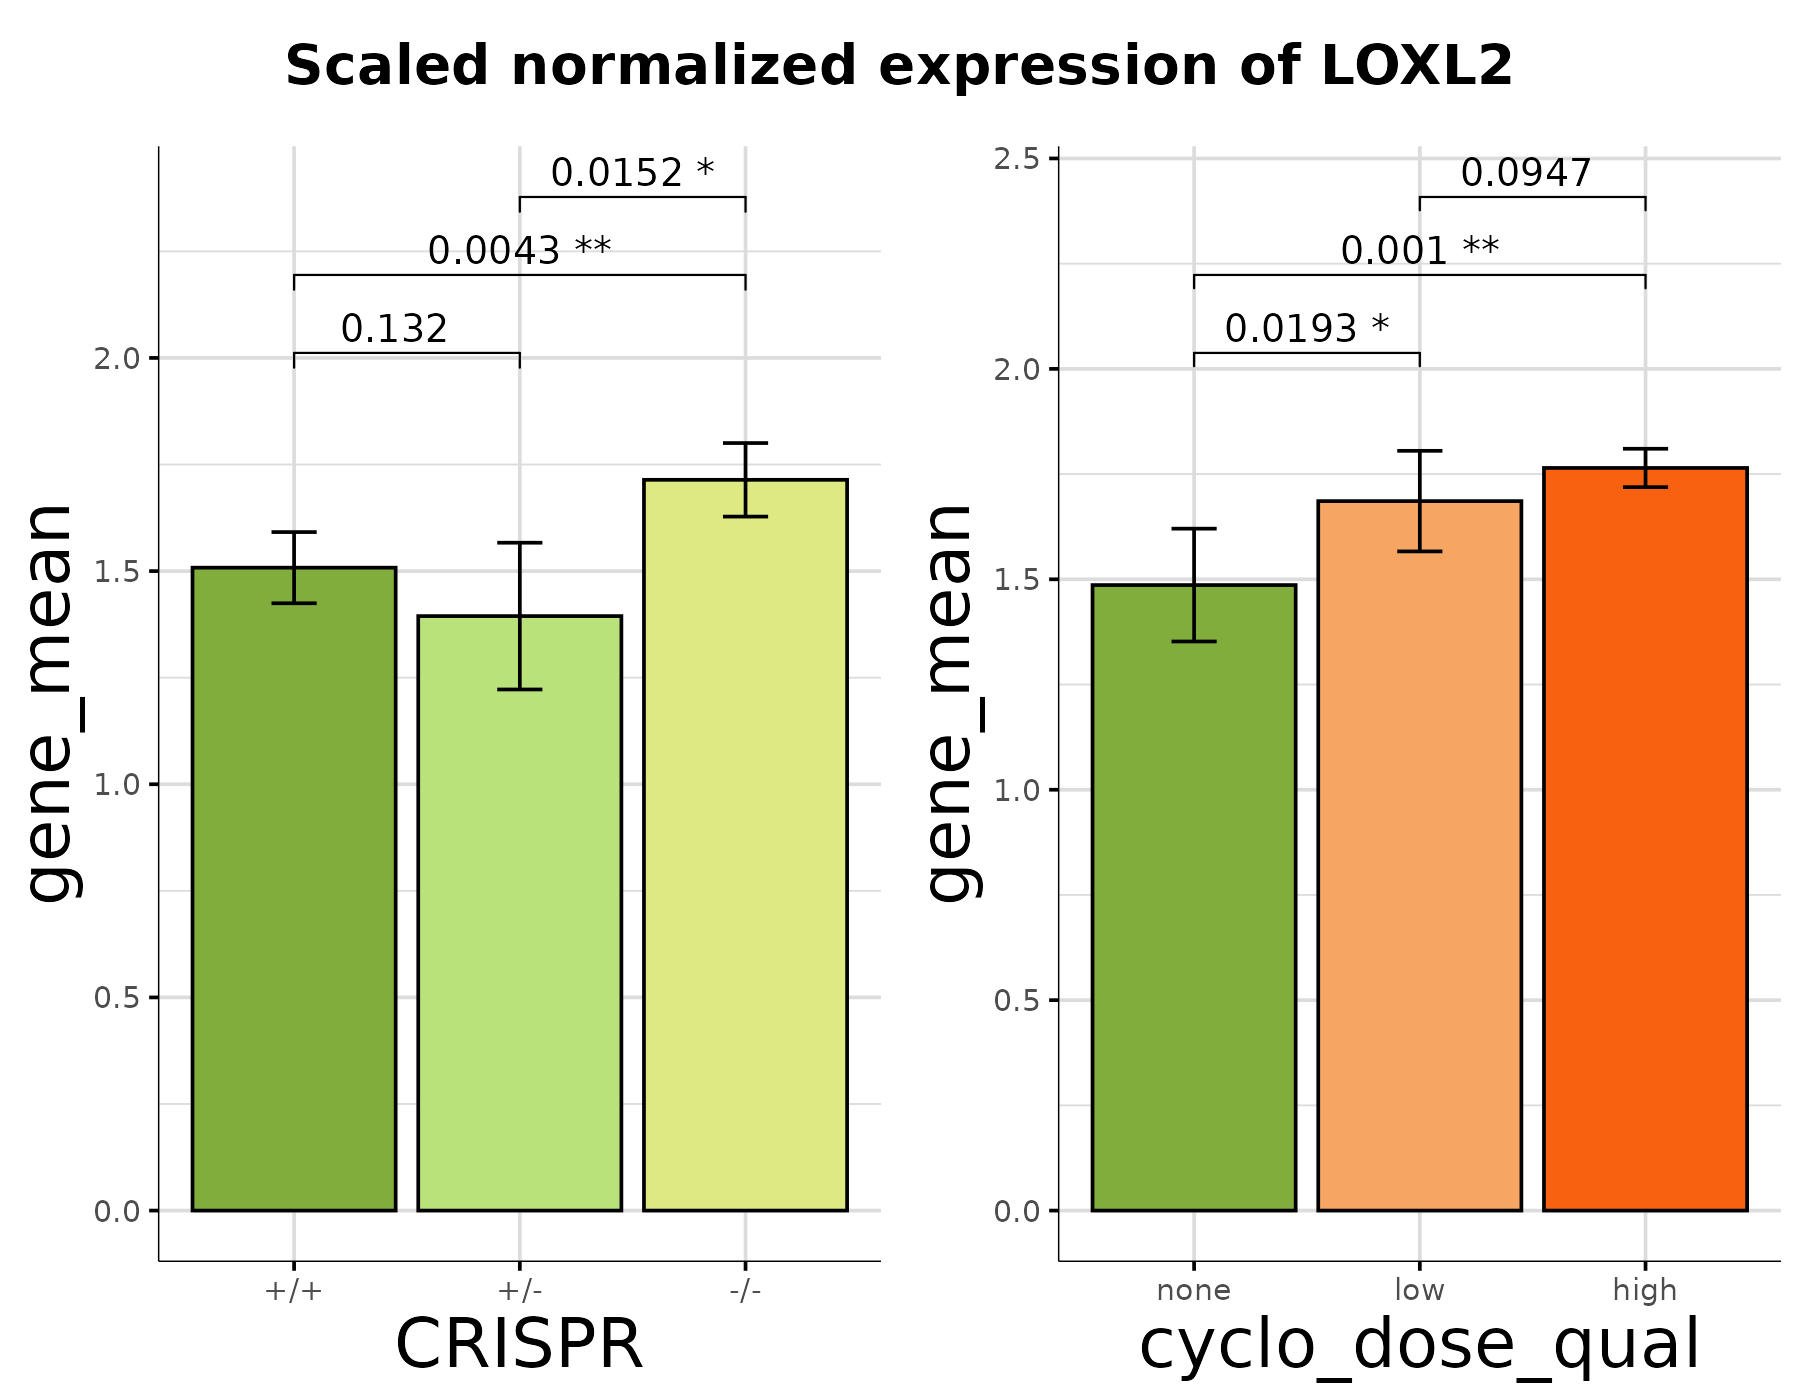 Scaled normalized expression of LOXL2
gene_mean
2.0
1.5
1.0
0.5
0.0
0.0152 *
0.0043 **
0.132
+/+ +/- -/-
CRISPR
gene_mean
2.5
2.0
1.5
1.0
0.5
0.0
0.0947
0.001 **
0.0193 *
none low high
cyclo_dose_qual